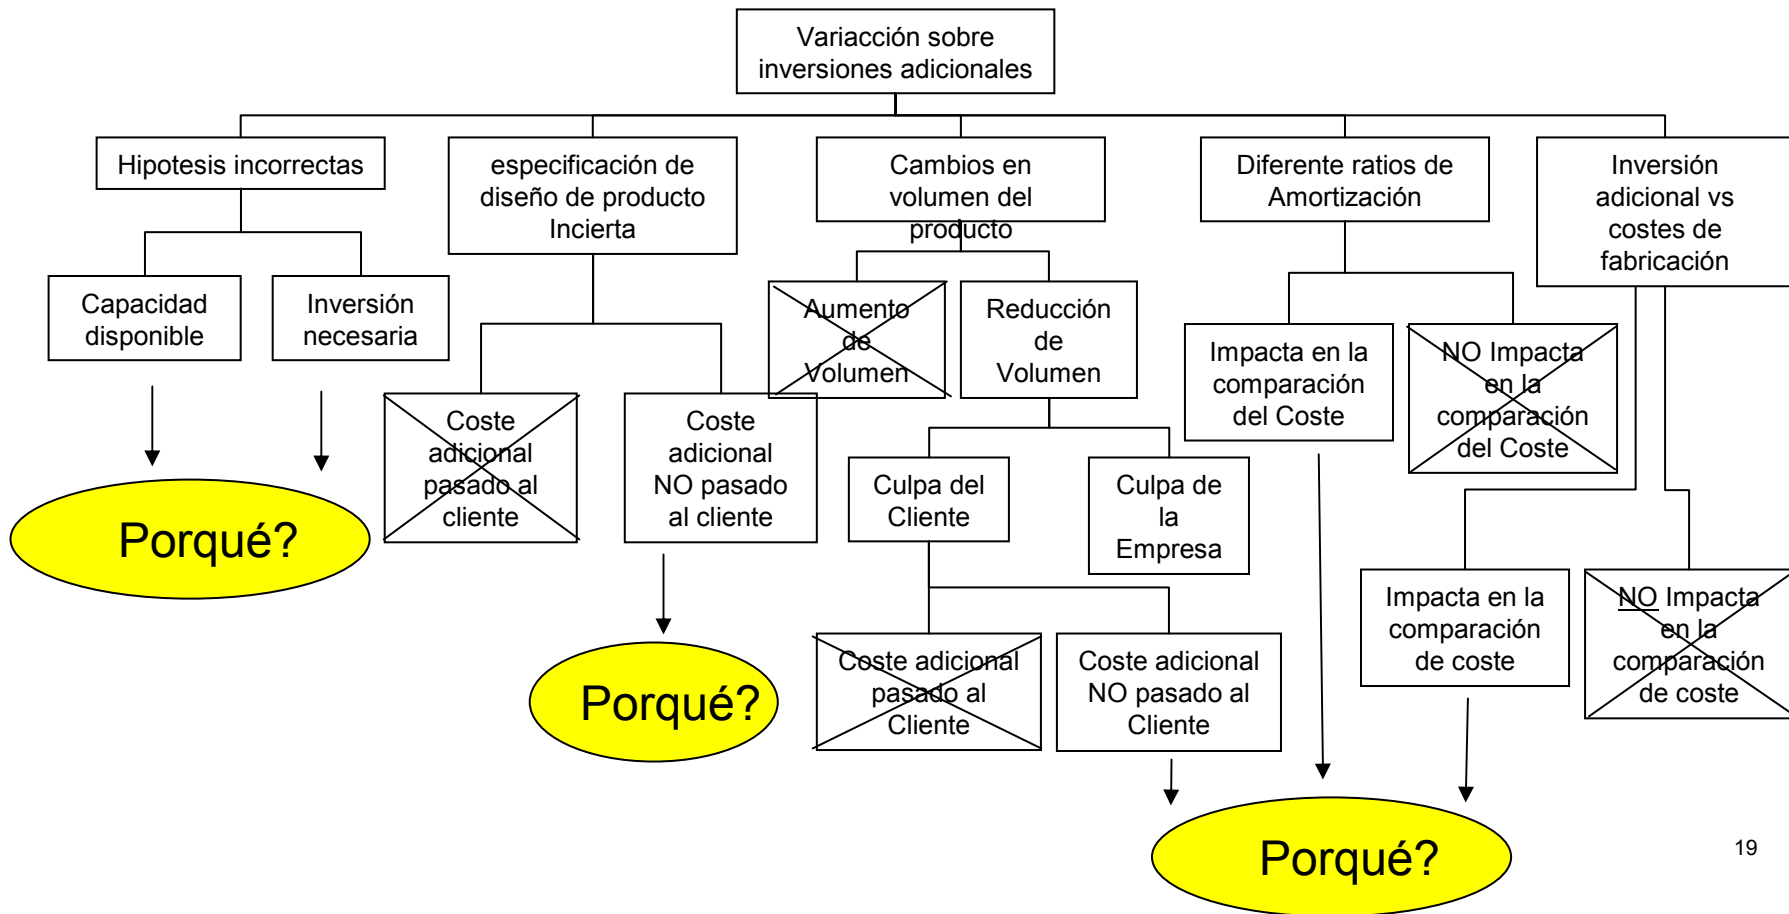 Variacción sobre
inversiones adicionales
Hipotesis incorrectas
especificación de
diseño de producto
Incierta
Cambios en
volumen del
producto
Diferente ratios de
Amortización
Inversión
adicional vs
costes de
fabricación
Capacidad
disponible
Inversión
necesaria
Aumento
de
Volumen
Reducción
de
Volumen
Impacta en la
comparación
del Coste
NO Impacta
en la
comparación
del Coste
Coste
adicional
pasado al
cliente
Coste
adicional
NO pasado
al cliente
Culpa del
Cliente
Culpa de
la
Empresa
Porqué?
Impacta en la
comparación
de coste
NO Impacta
en la
comparación
de coste
Porqué?
Coste adicional
pasado al
Cliente
Coste adicional
NO pasado al
Cliente
Porqué?
19